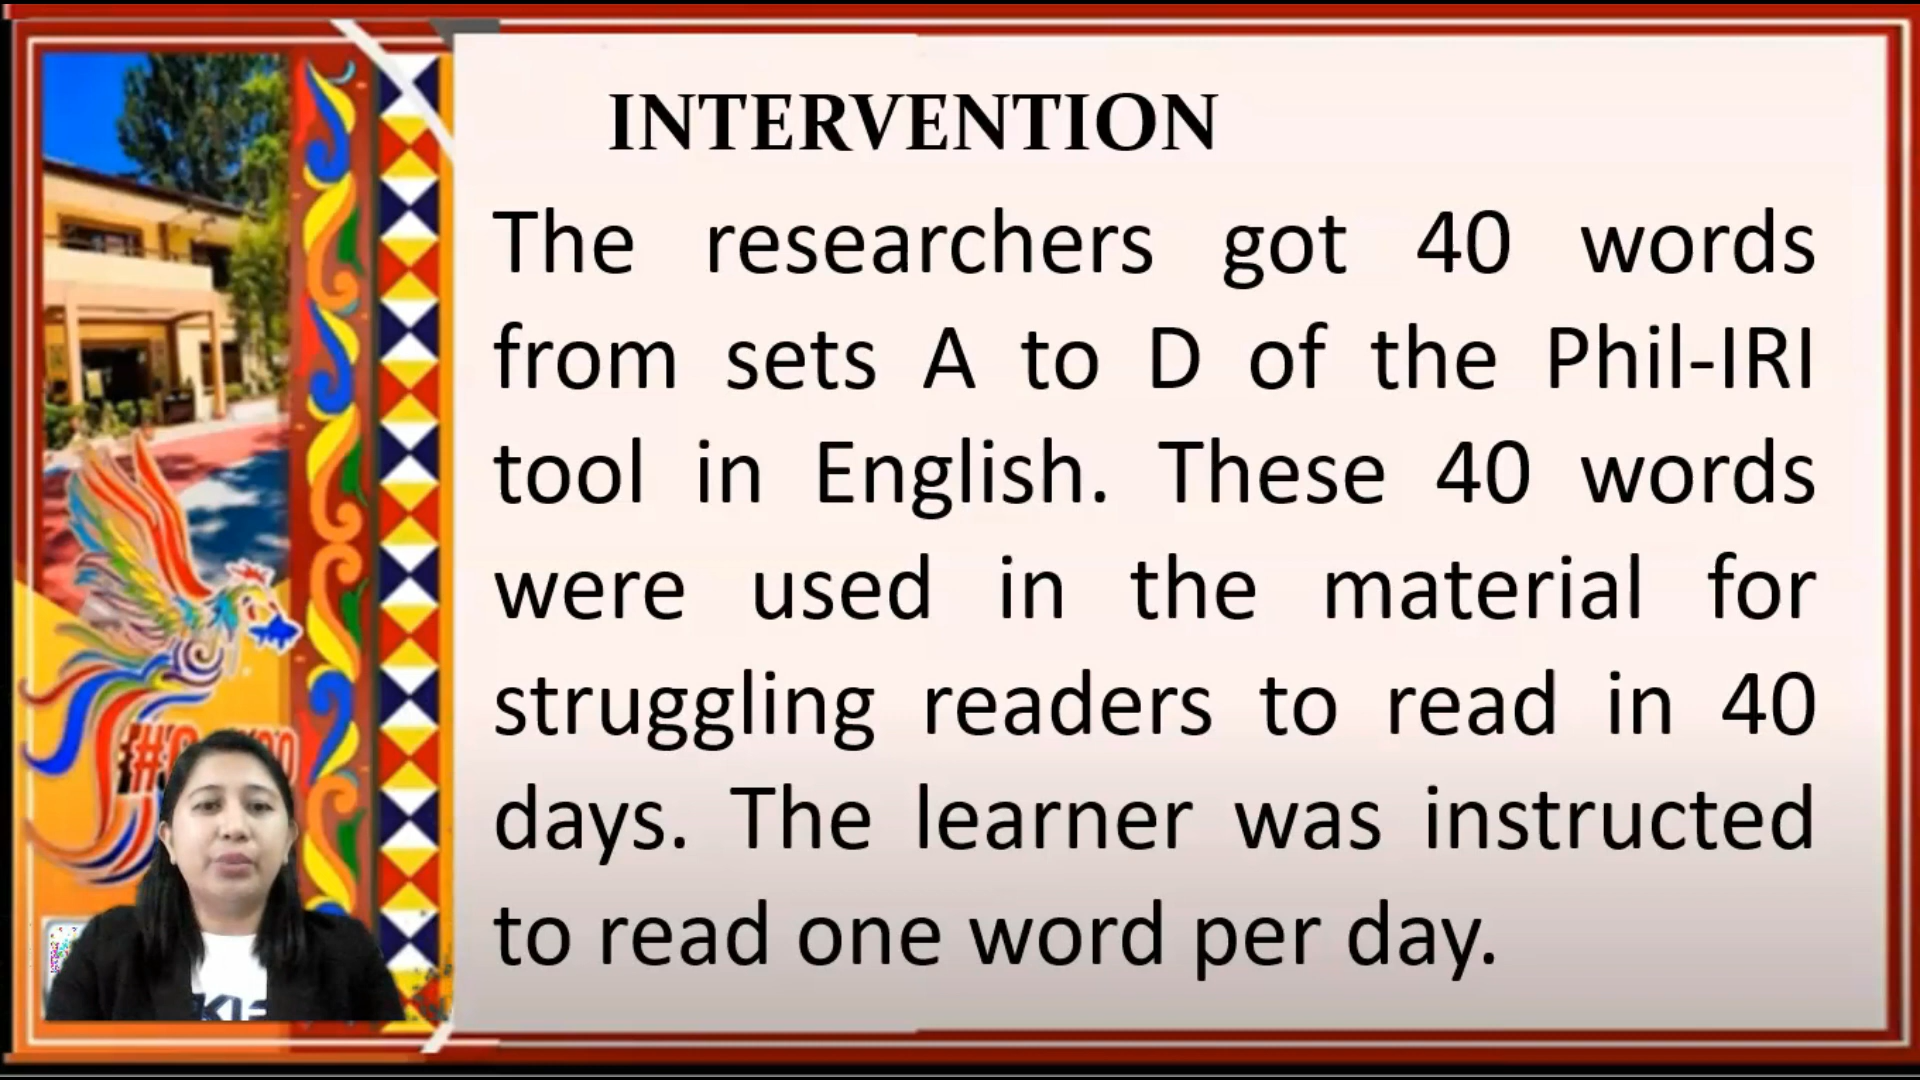 INTERVENTION
The researchers got 40 words
from sets A to D of the Phil-IRI
tool in English. These 40 words
were used in the material for
struggling readers to read in 40
days. The learner was instructed
to read one word per day.